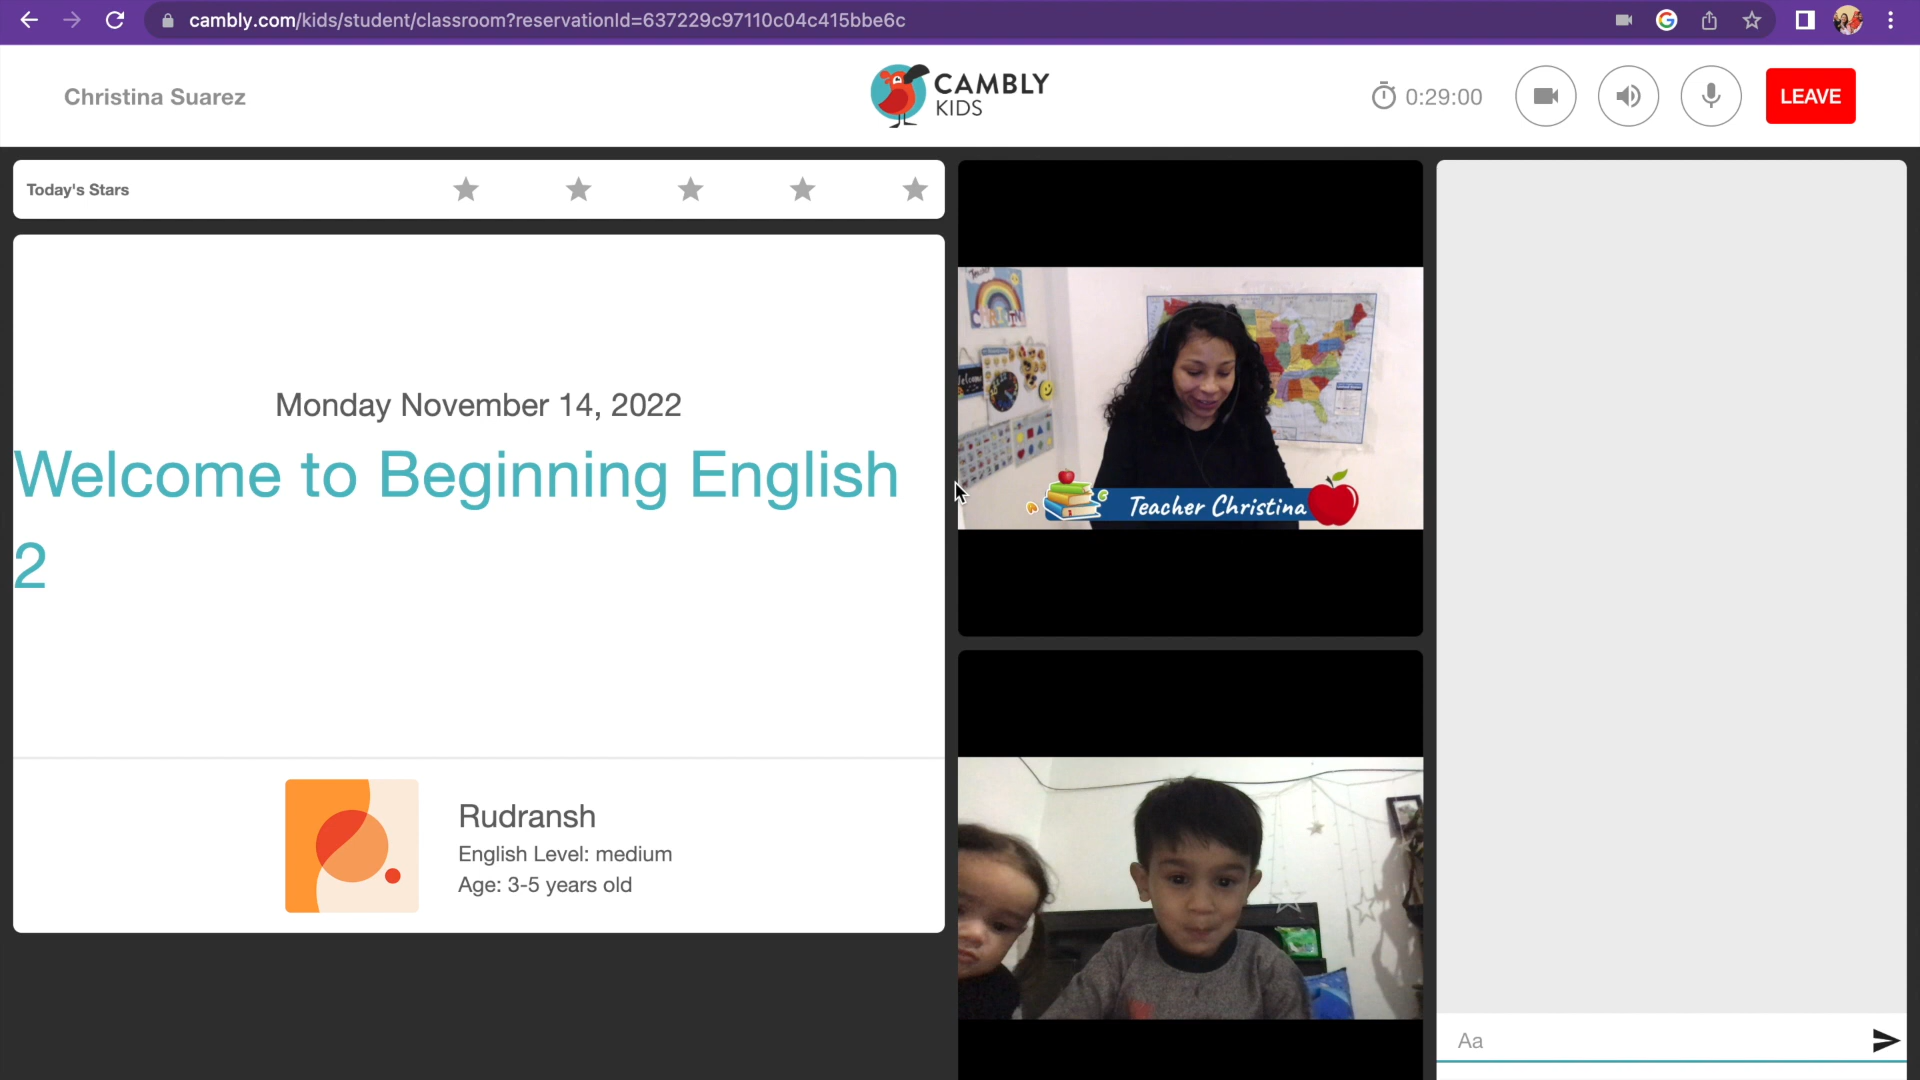 cambly.com/kids/student/classroom?reservationId=637229c97110c04c415bbe6c
Christina Suarez
CAMBLY
KIDS
0:29:00
LEAVE
Today's Stars
Monday November 14, 2022
Welcome to Beginning English
2
Rudransh
English Level: medium
Age: 3-5 years old
Teacher Christina
Aa